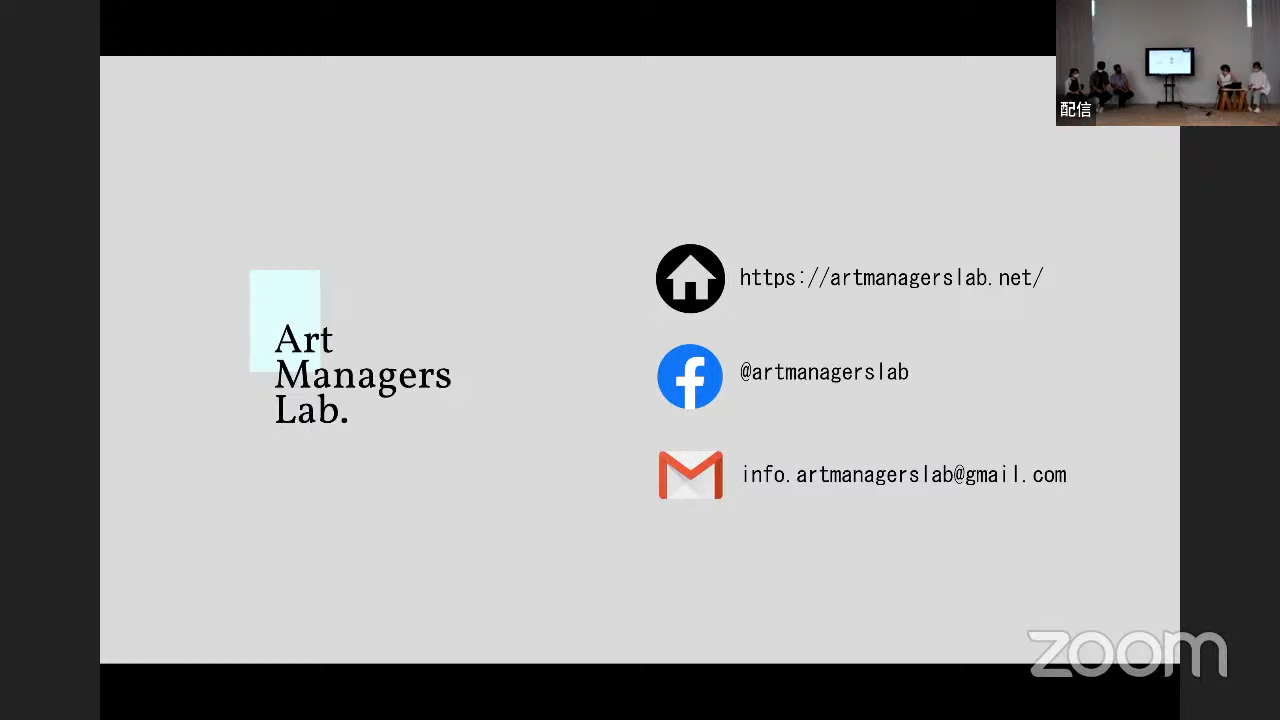 配信
Art
Managers
Lab.
https://artmanagerslab.net/
@artmanagerslab
info.artmanagerslab@gmail.com
zoom